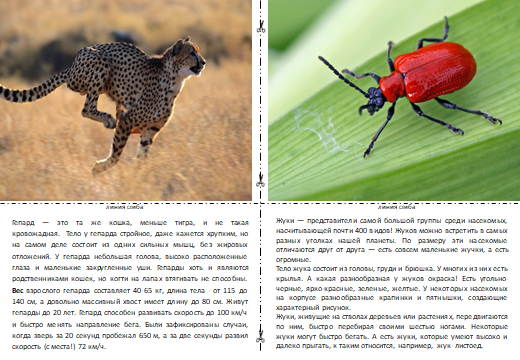 линия сгиба
Гепард — это та же кошка, меньше тигра, и не такая
кровожадная. Тело у гепарда стройное, даже кажется хрупким, но
на самом деле состоит из одних сильных мышц, без жировых
отложений. У гепарда небольшая голова, высоко расположенные
глаза и маленькие закругленные уши. Гепарды хоть и являются
родственниками кошек, но когти на лапах втягивать не способны.
Вес взрослого гепарда составляет 40-65 кг, длина тела - от 115 до
140 см, а довольно массивный хвост имеет длину до 80 см. Живут
гепарды до 20 лет. Гепард способен развивать скорость до 100 км/ч
и быстро менять направление бега. Были зафиксированы случаи,
когда зверь за 20 секунд пробежал 650 м, а за две секунды развил
скорость (с места!) 72 км/ч.
линия сгиба
Жуки — представители самой большой группы среди насекомых,
насчитывающей почти 400 видов! Жуков можно встретить в самых
разных уголках нашей планеты. По размеру эти насекомые
отличаются друг от друга — есть совсем маленькие жучки, а есть
огромные.
Тело жука состоит из головы, груди и брюшка. У многих из них есть
крылья. А какая разнообразная у жуков окраска! Есть угольно-
черные, ярко-красные, зеленые, желтые. У некоторых насекомых
на корпусе разнообразные крапинки и пятнышки, создающие
характерный рисунок.
Жуки, живущие на стволах деревьев или растениях, передвигаются
по ним, быстро перебирая своими шестью ногами. Некоторые
жуки могут быстро бегать. А есть жуки, которые умеют высоко и
далеко прыгать, к таким относится, например, жук-листоед.